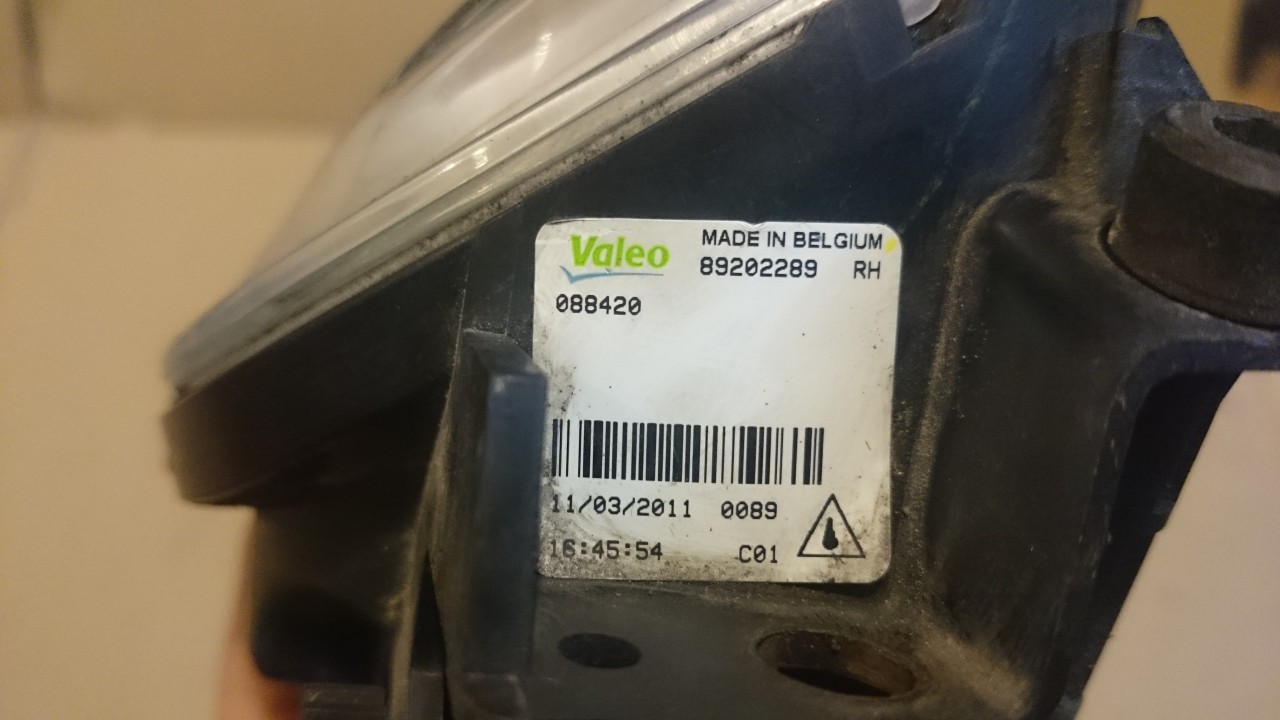 Valeo MADE IN BELGIUM
89202289 RH
088420
11/03/2011 0089
16:45:54 C01